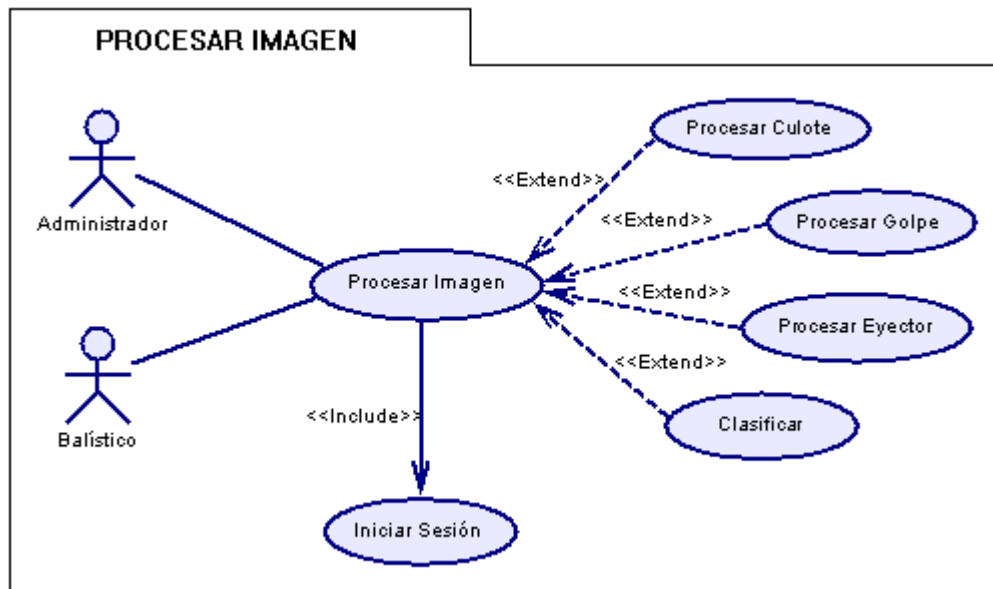 PROCESAR IMAGEN
Procesar Culote
<<Extend>>
Administrador
<<Extend>>
Procesar Golpe
Procesar Imagen
<<Extend>>
Procesar Eyector
<<Extend>>
<<Include>>
Clasificar
Balístico
Iniciar Sesión